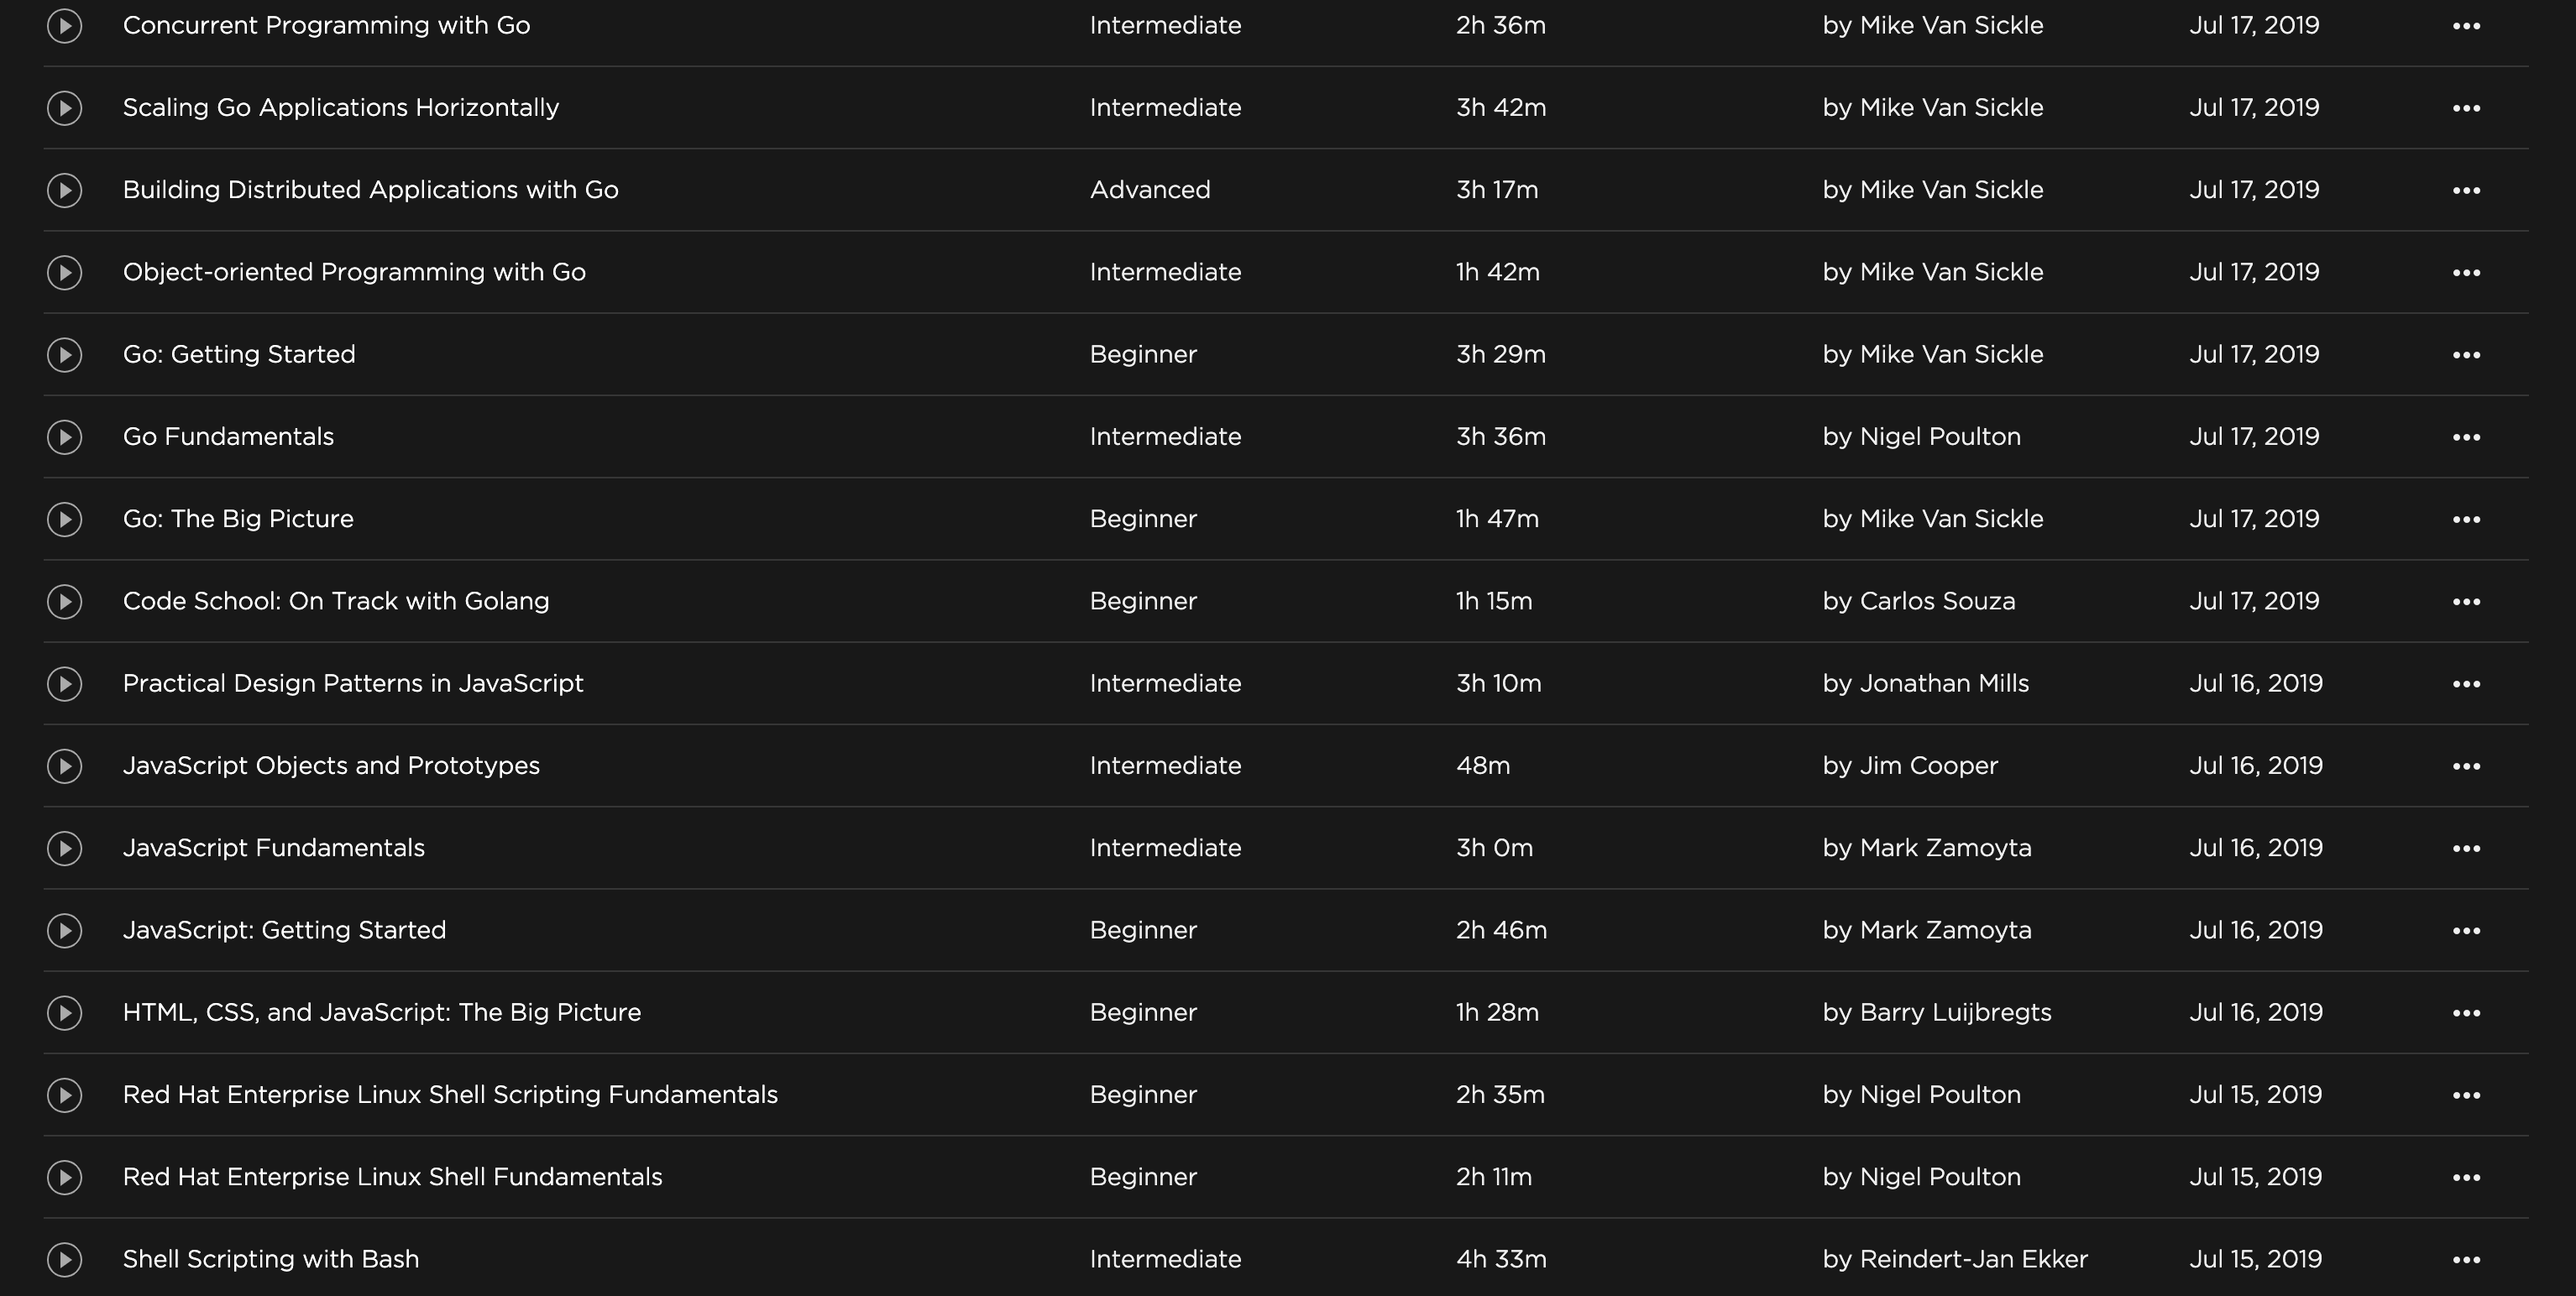 Concurrent Programming with Go Intermediate 2h 36m by Mike Van Sickle Jul 17, 2019
Scaling Go Applications Horizontally Intermediate 3h 42m by Mike Van Sickle Jul 17, 2019
Building Distributed Applications with Go Advanced 3h 17m by Mike Van Sickle Jul 17, 2019
Object-oriented Programming with Go Intermediate 1h 42m by Mike Van Sickle Jul 17, 2019
Go: Getting Started Beginner 3h 29m by Mike Van Sickle Jul 17, 2019
Go Fundamentals Intermediate 3h 36m by Nigel Poulton Jul 17, 2019
Go: The Big Picture Beginner 1h 47m by Mike Van Sickle Jul 17, 2019
Code School: On Track with Golang Beginner 1h 15m by Carlos Souza Jul 17, 2019
Practical Design Patterns in JavaScript Intermediate 3h 10m by Jonathan Mills Jul 16, 2019
JavaScript Objects and Prototypes Intermediate 48m by Jim Cooper Jul 16, 2019
JavaScript Fundamentals Intermediate 3h 0m by Mark Zamoyta Jul 16, 2019
JavaScript: Getting Started Beginner 2h 46m by Mark Zamoyta Jul 16, 2019
HTML, CSS, and JavaScript: The Big Picture Beginner 1h 28m by Barry Luijbregts Jul 16, 2019
Red Hat Enterprise Linux Shell Scripting Fundamentals Beginner 2h 35m by Nigel Poulton Jul 15, 2019
Red Hat Enterprise Linux Shell Fundamentals Beginner 2h 11m by Nigel Poulton Jul 15, 2019
Shell Scripting with Bash Intermediate 4h 33m by Reindert-Jan Ekker Jul 15, 2019